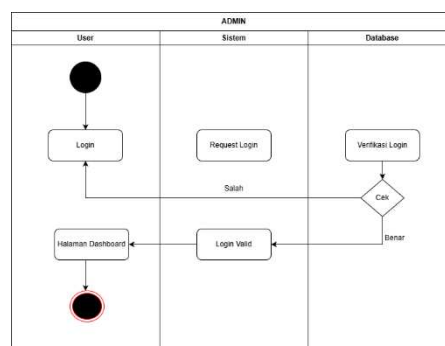 ADMIN
User
Sistem
Database
Login
Request Login
Verifikasi Login
Salah
Cek
Benar
Halaman Dashboard
Login Valid